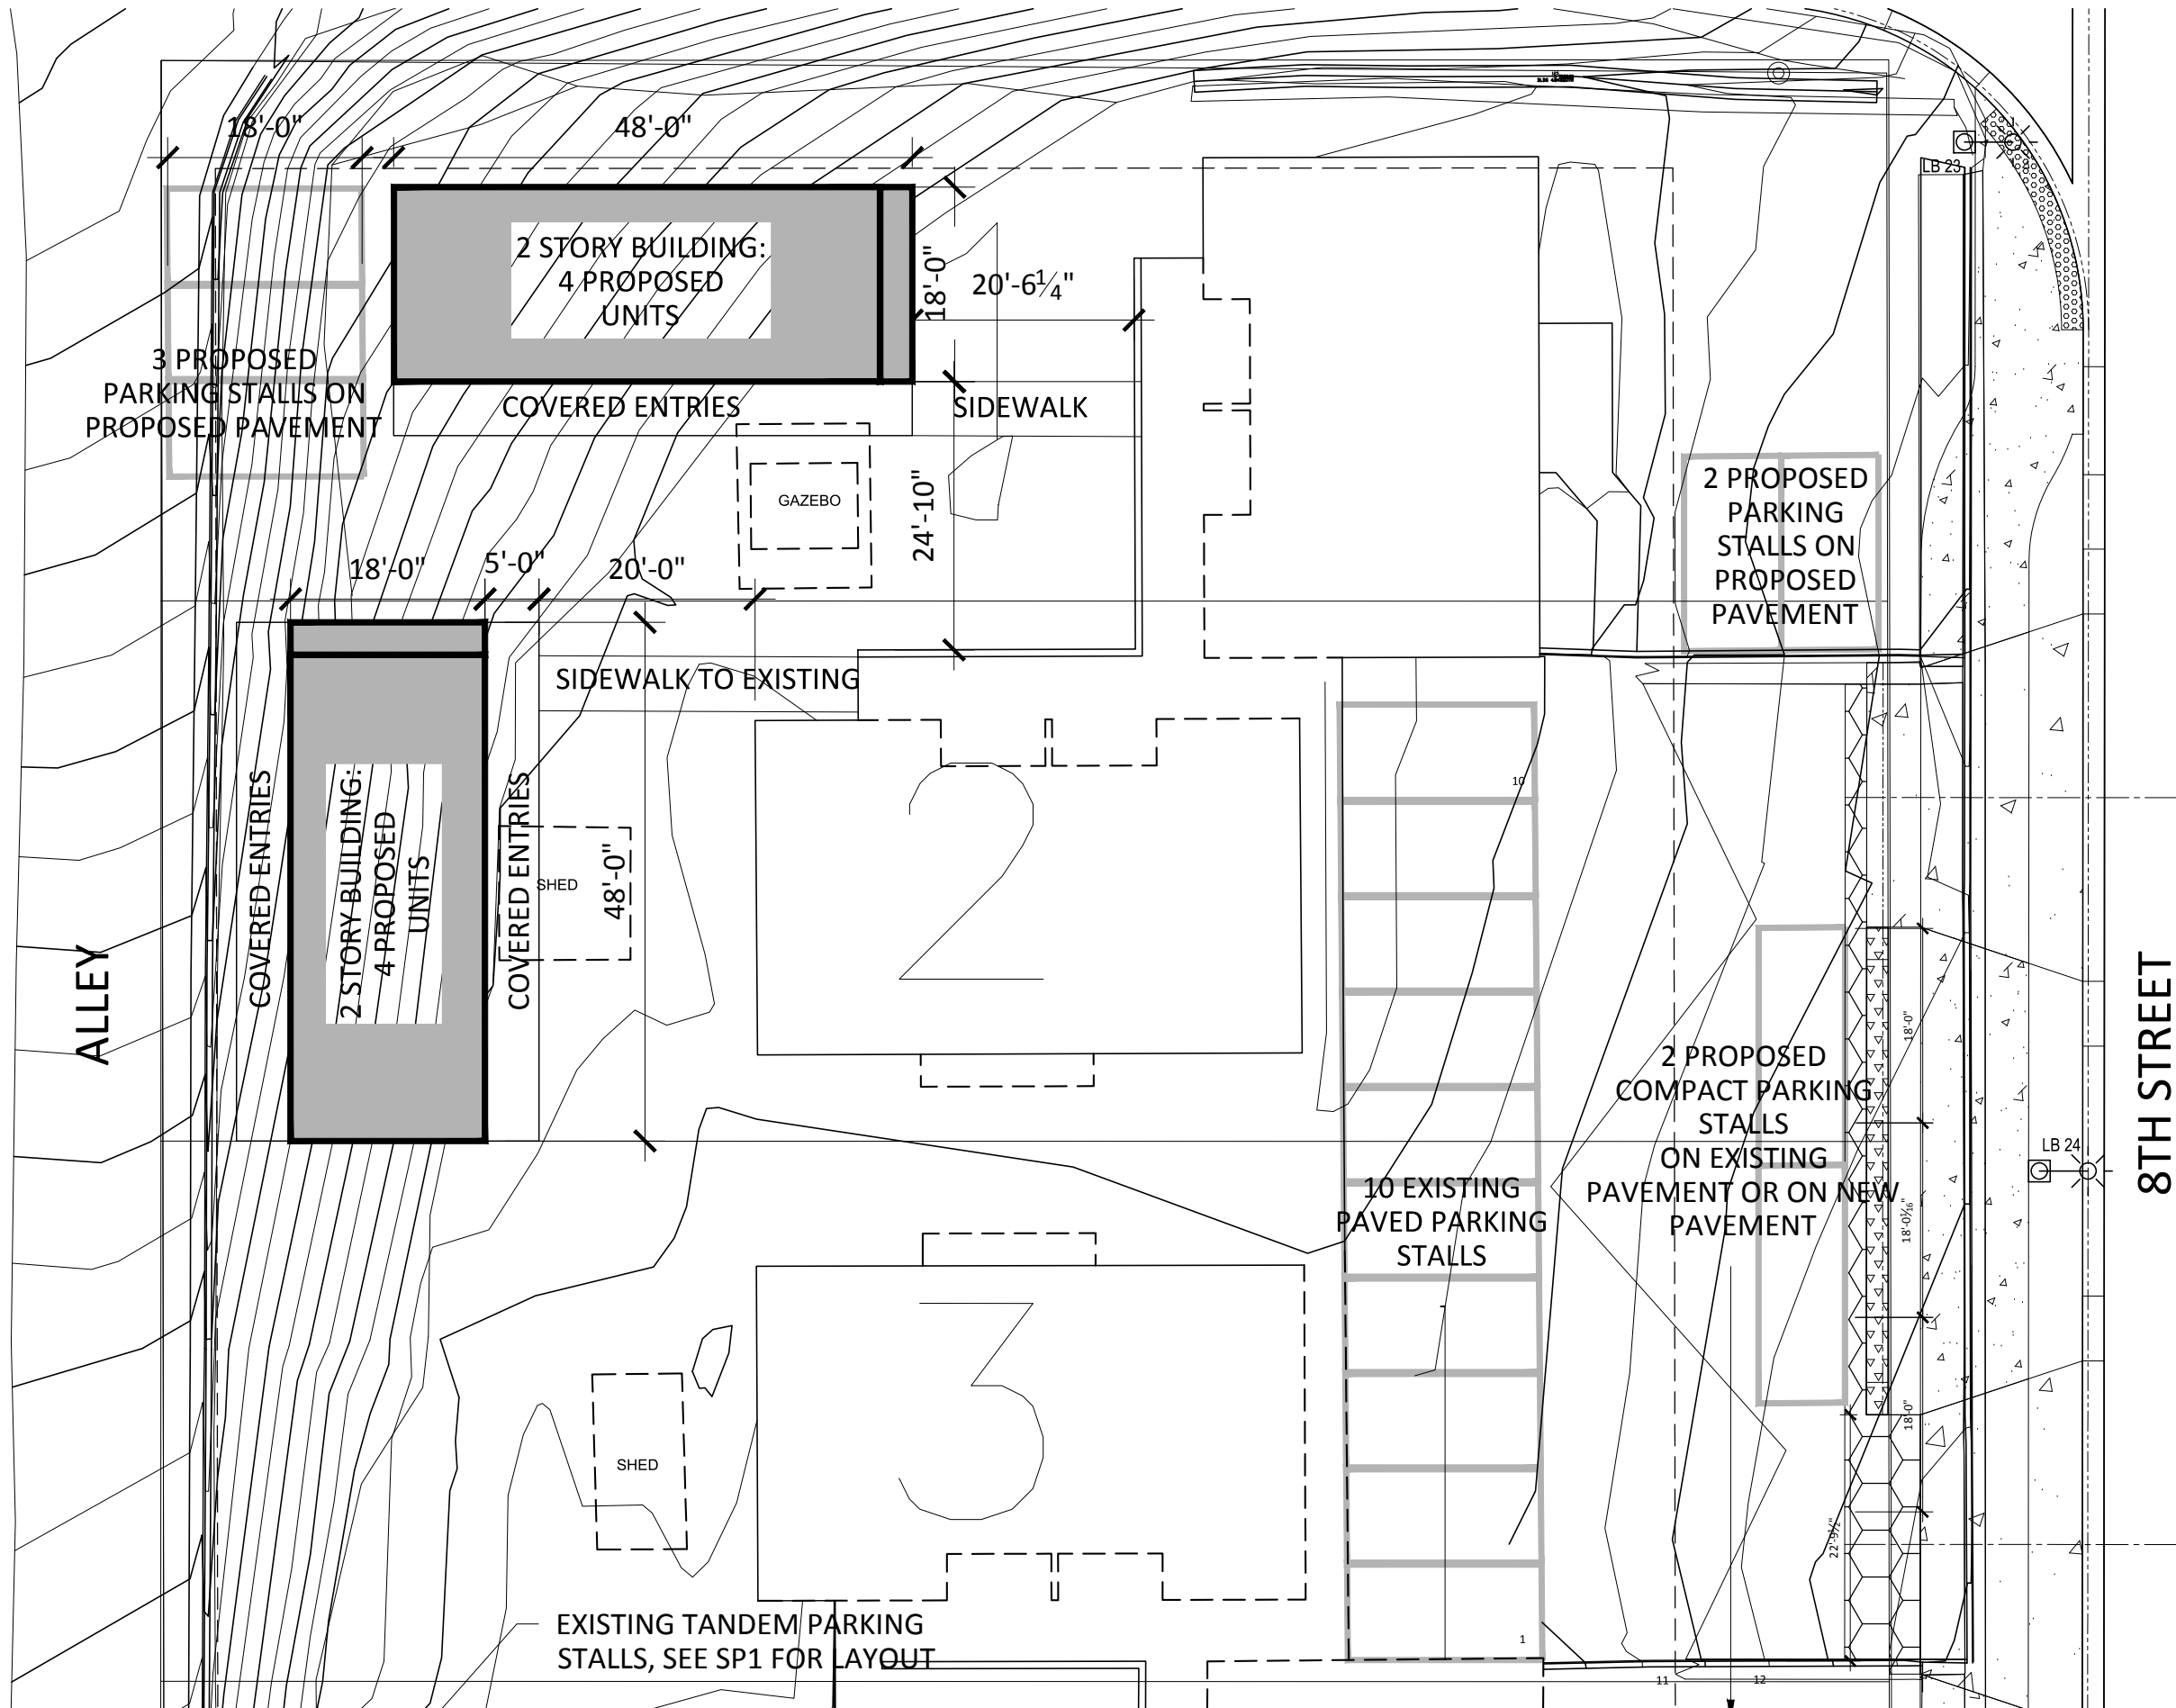 18'-0"
48'-0"
LB 23
2 STORY BUILDING:
4 PROPOSED
UNITS
18'-0"
20'-6¼"
3 PROPOSED
PARKING STALLS ON
PROPOSED PAVEMENT
COVERED ENTRIES
SIDEWALK
GAZEBO
24'-10"
2 PROPOSED
PARKING
STALLS ON
PROPOSED
PAVEMENT
18'-0"
5'-0"
20'-0"
SIDEWALK TO EXISTING
ALLEY
COVERED ENTRIES
2 STORY BUILDING:
4 PROPOSED
UNITS
COVERED ENTRIES
SHED
48'-0"
2
10
18'-0"
8TH STREET
2 PROPOSED
COMPACT PARKING
STALLS
ON EXISTING
PAVEMENT OR ON NEW
PAVEMENT
LB 24
10 EXISTING
PAVED PARKING
STALLS
18'-0 1⁄16"
3
18'-0"
SHED
22'-9½"
EXISTING TANDEM PARKING
STALLS, SEE SP1 FOR LAYOUT
1
11
12